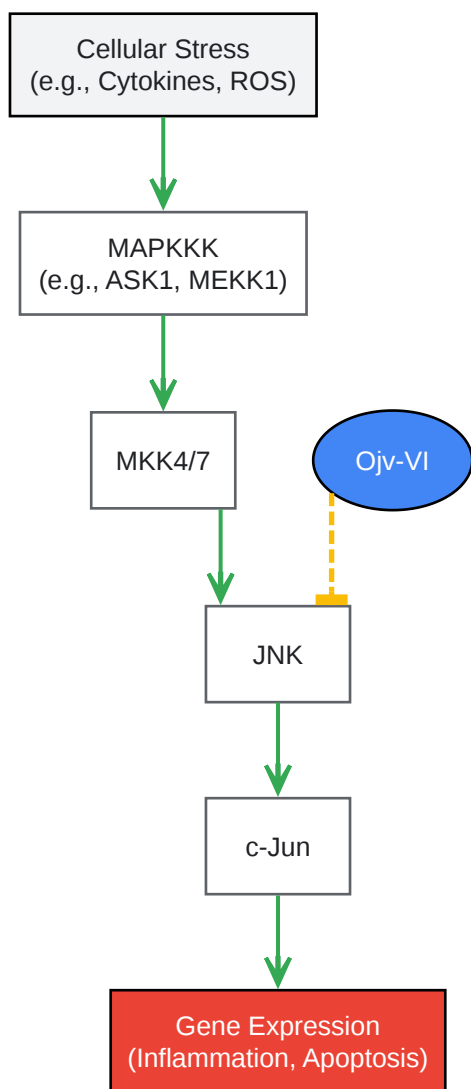 Cellular Stress
(e.g., Cytokines, ROS)
MAPKKK
(e.g., ASK1, MEKK1)
MKK4/7
Ojv-VI
JNK
c-Jun
Gene Expression
(Inflammation, Apoptosis)